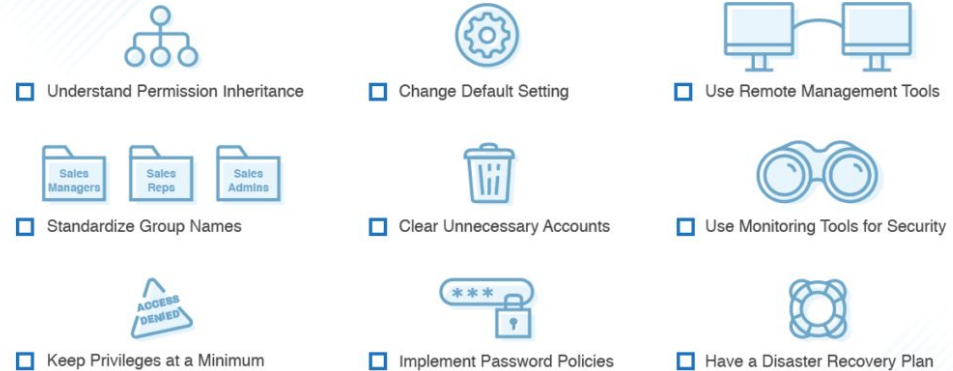 Understand Permission Inheritance
Change Default Setting
Use Remote Management Tools
Sales
Managers
Sales
Reps
Sales
Admins
Standardize Group Names
Clear Unnecessary Accounts
Use Monitoring Tools for Security
ACCESS
DENIED
***
Keep Privileges at a Minimum
Implement Password Policies
Have a Disaster Recovery Plan